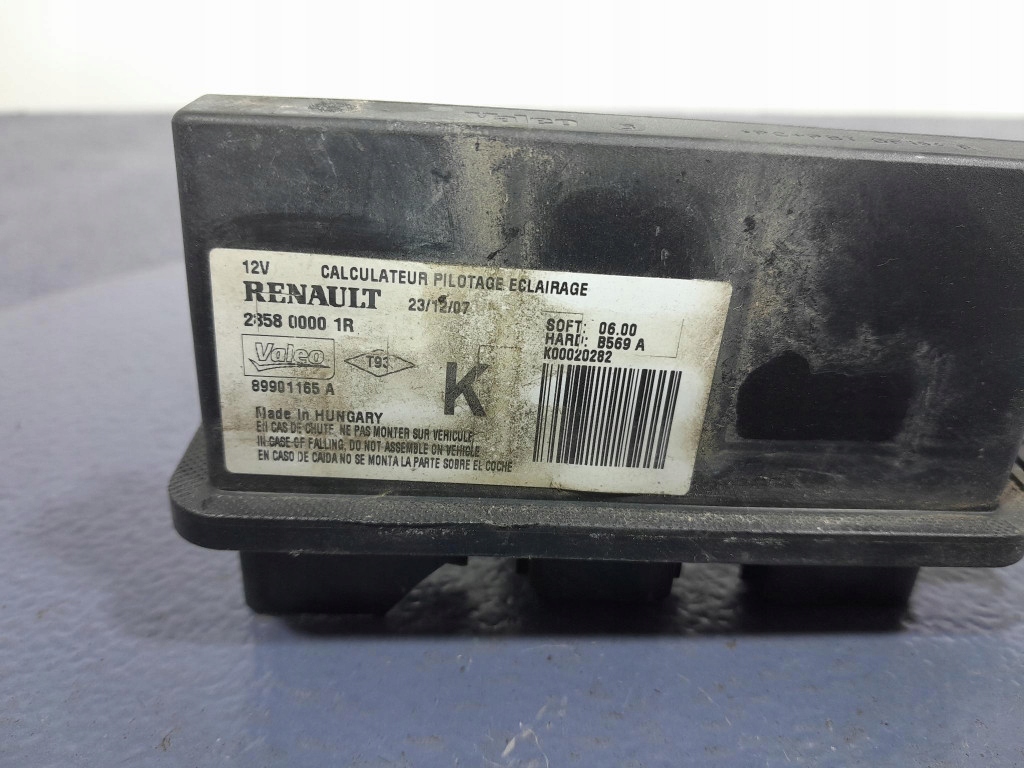 Valeo
12V CALCULATEUR PILOTAGE ECLAIRAGE
RENAULT 23/12/07
2858 0000 1R
SOFT: 06.00
HARD: B569 A
K00020282
Valeo T93
K
89901165 A
Made in HUNGARY
EN CAS DE CHUTE, NE PAS MONTER SUR VEHICULE
IN CASE OF FALLING, DO NOT ASSEMBLE ON VEHICLE
EN CASO DE CAIDA NO SE MONTA LA PARTE SOBRE EL COCHE